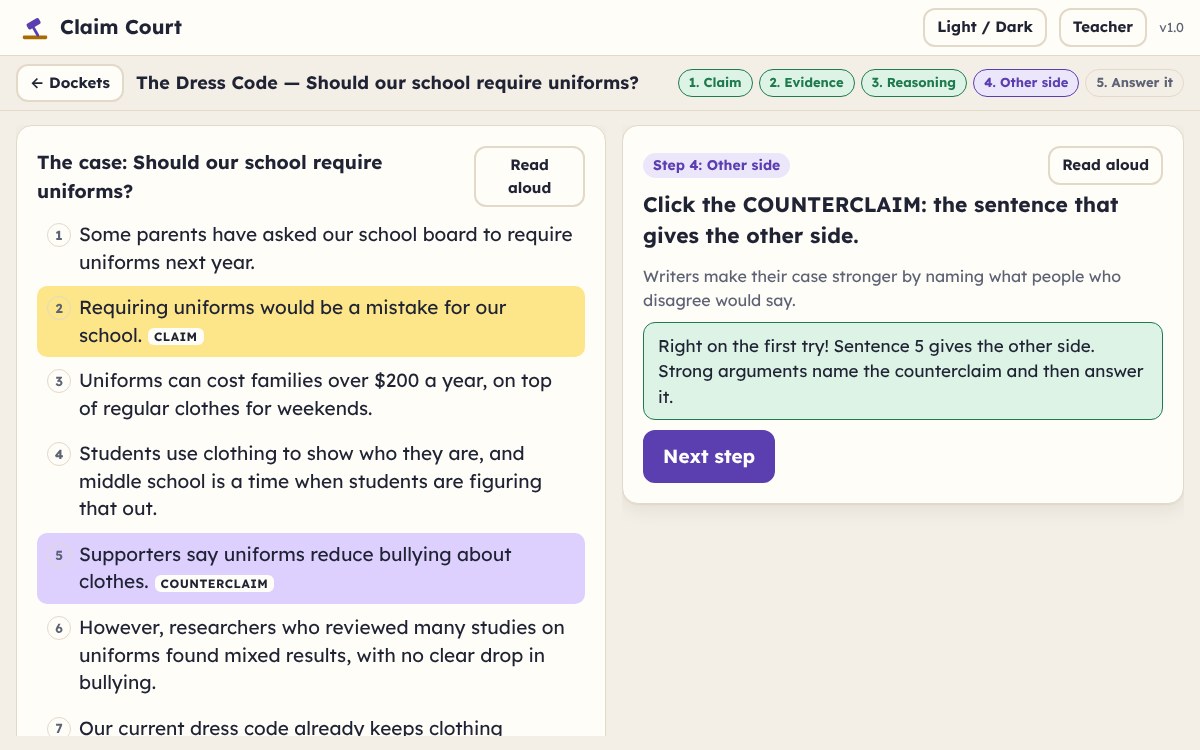 Claim Court
Light / Dark
Teacher
v1.0
← Dockets
The Dress Code — Should our school require uniforms?
1. Claim
2. Evidence
3. Reasoning
4. Other side
5. Answer it
The case: Should our school require
uniforms?
Read
aloud
1 Some parents have asked our school board to require
uniforms next year.
2 Requiring uniforms would be a mistake for our
school. CLAIM
3 Uniforms can cost families over $200 a year, on top
of regular clothes for weekends.
4 Students use clothing to show who they are, and
middle school is a time when students are figuring
that out.
5 Supporters say uniforms reduce bullying about
clothes. COUNTERCLAIM
6 However, researchers who reviewed many studies on
uniforms found mixed results, with no clear drop in
bullying.
7 Our current dress code already keeps clothing
Step 4: Other side
Read aloud
Click the COUNTERCLAIM: the sentence that
gives the other side.
Writers make their case stronger by naming what people who
disagree would say.
Right on the first try! Sentence 5 gives the other side.
Strong arguments name the counterclaim and then answer
it.
Next step